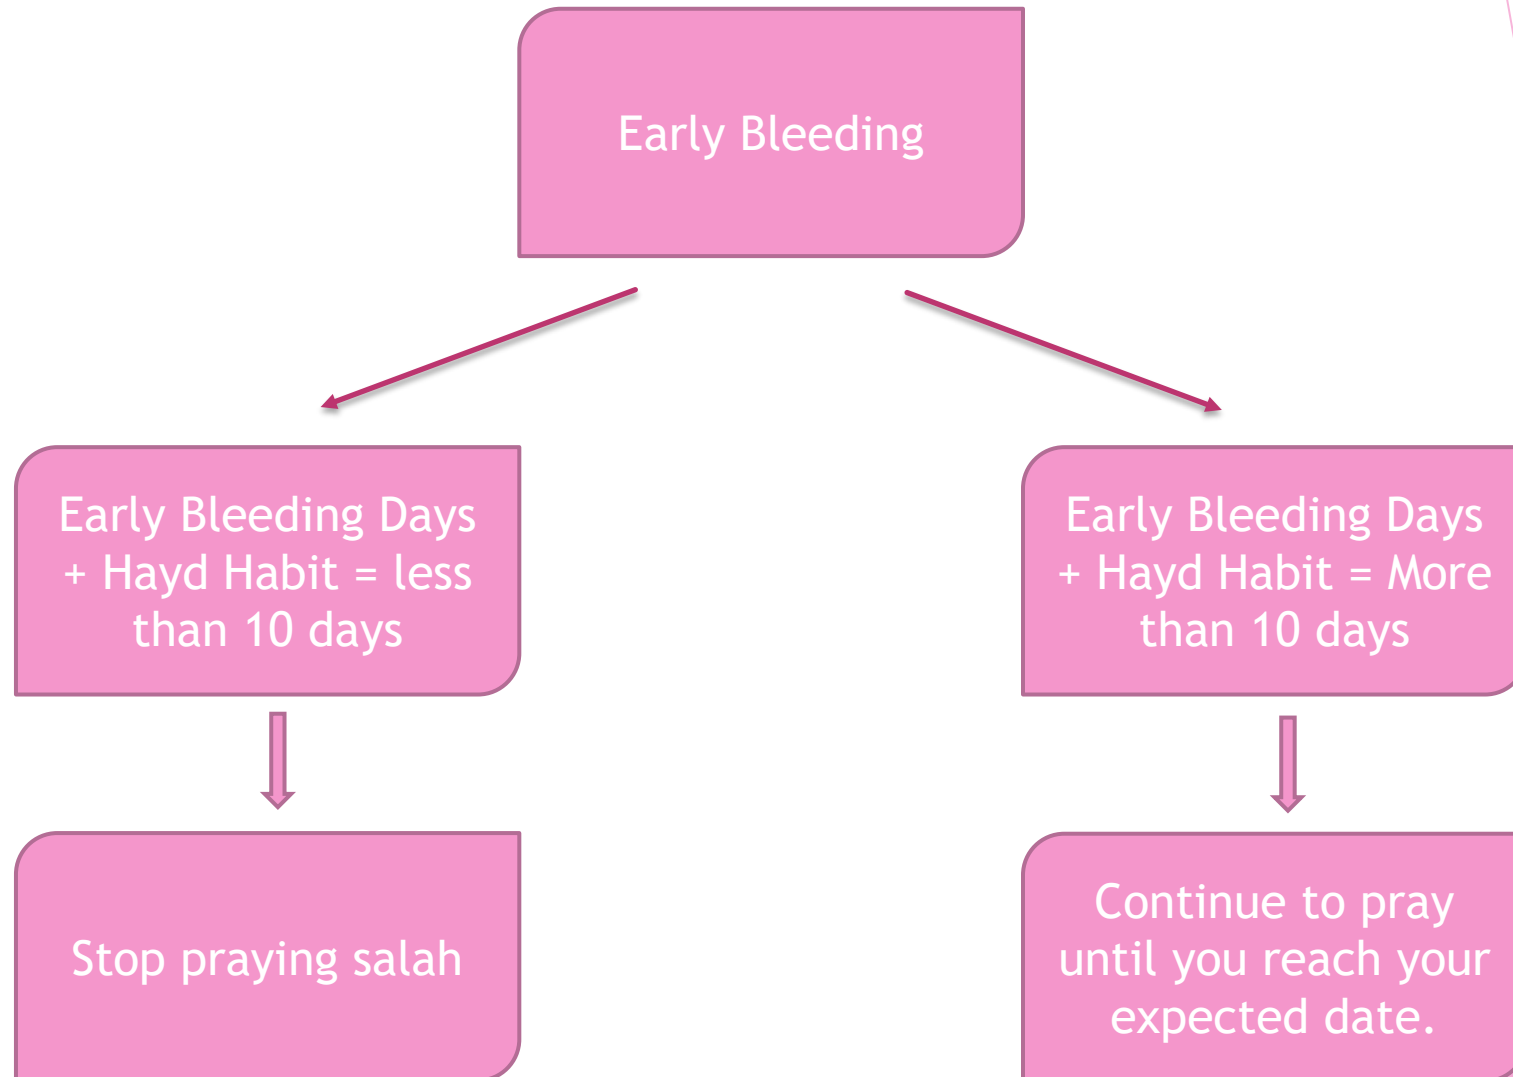 Early Bleeding
Early Bleeding Days
+ Hayd Habit = less
than 10 days
Early Bleeding Days
+ Hayd Habit = More
than 10 days
Stop praying salah
Continue to pray
until you reach your
expected date.